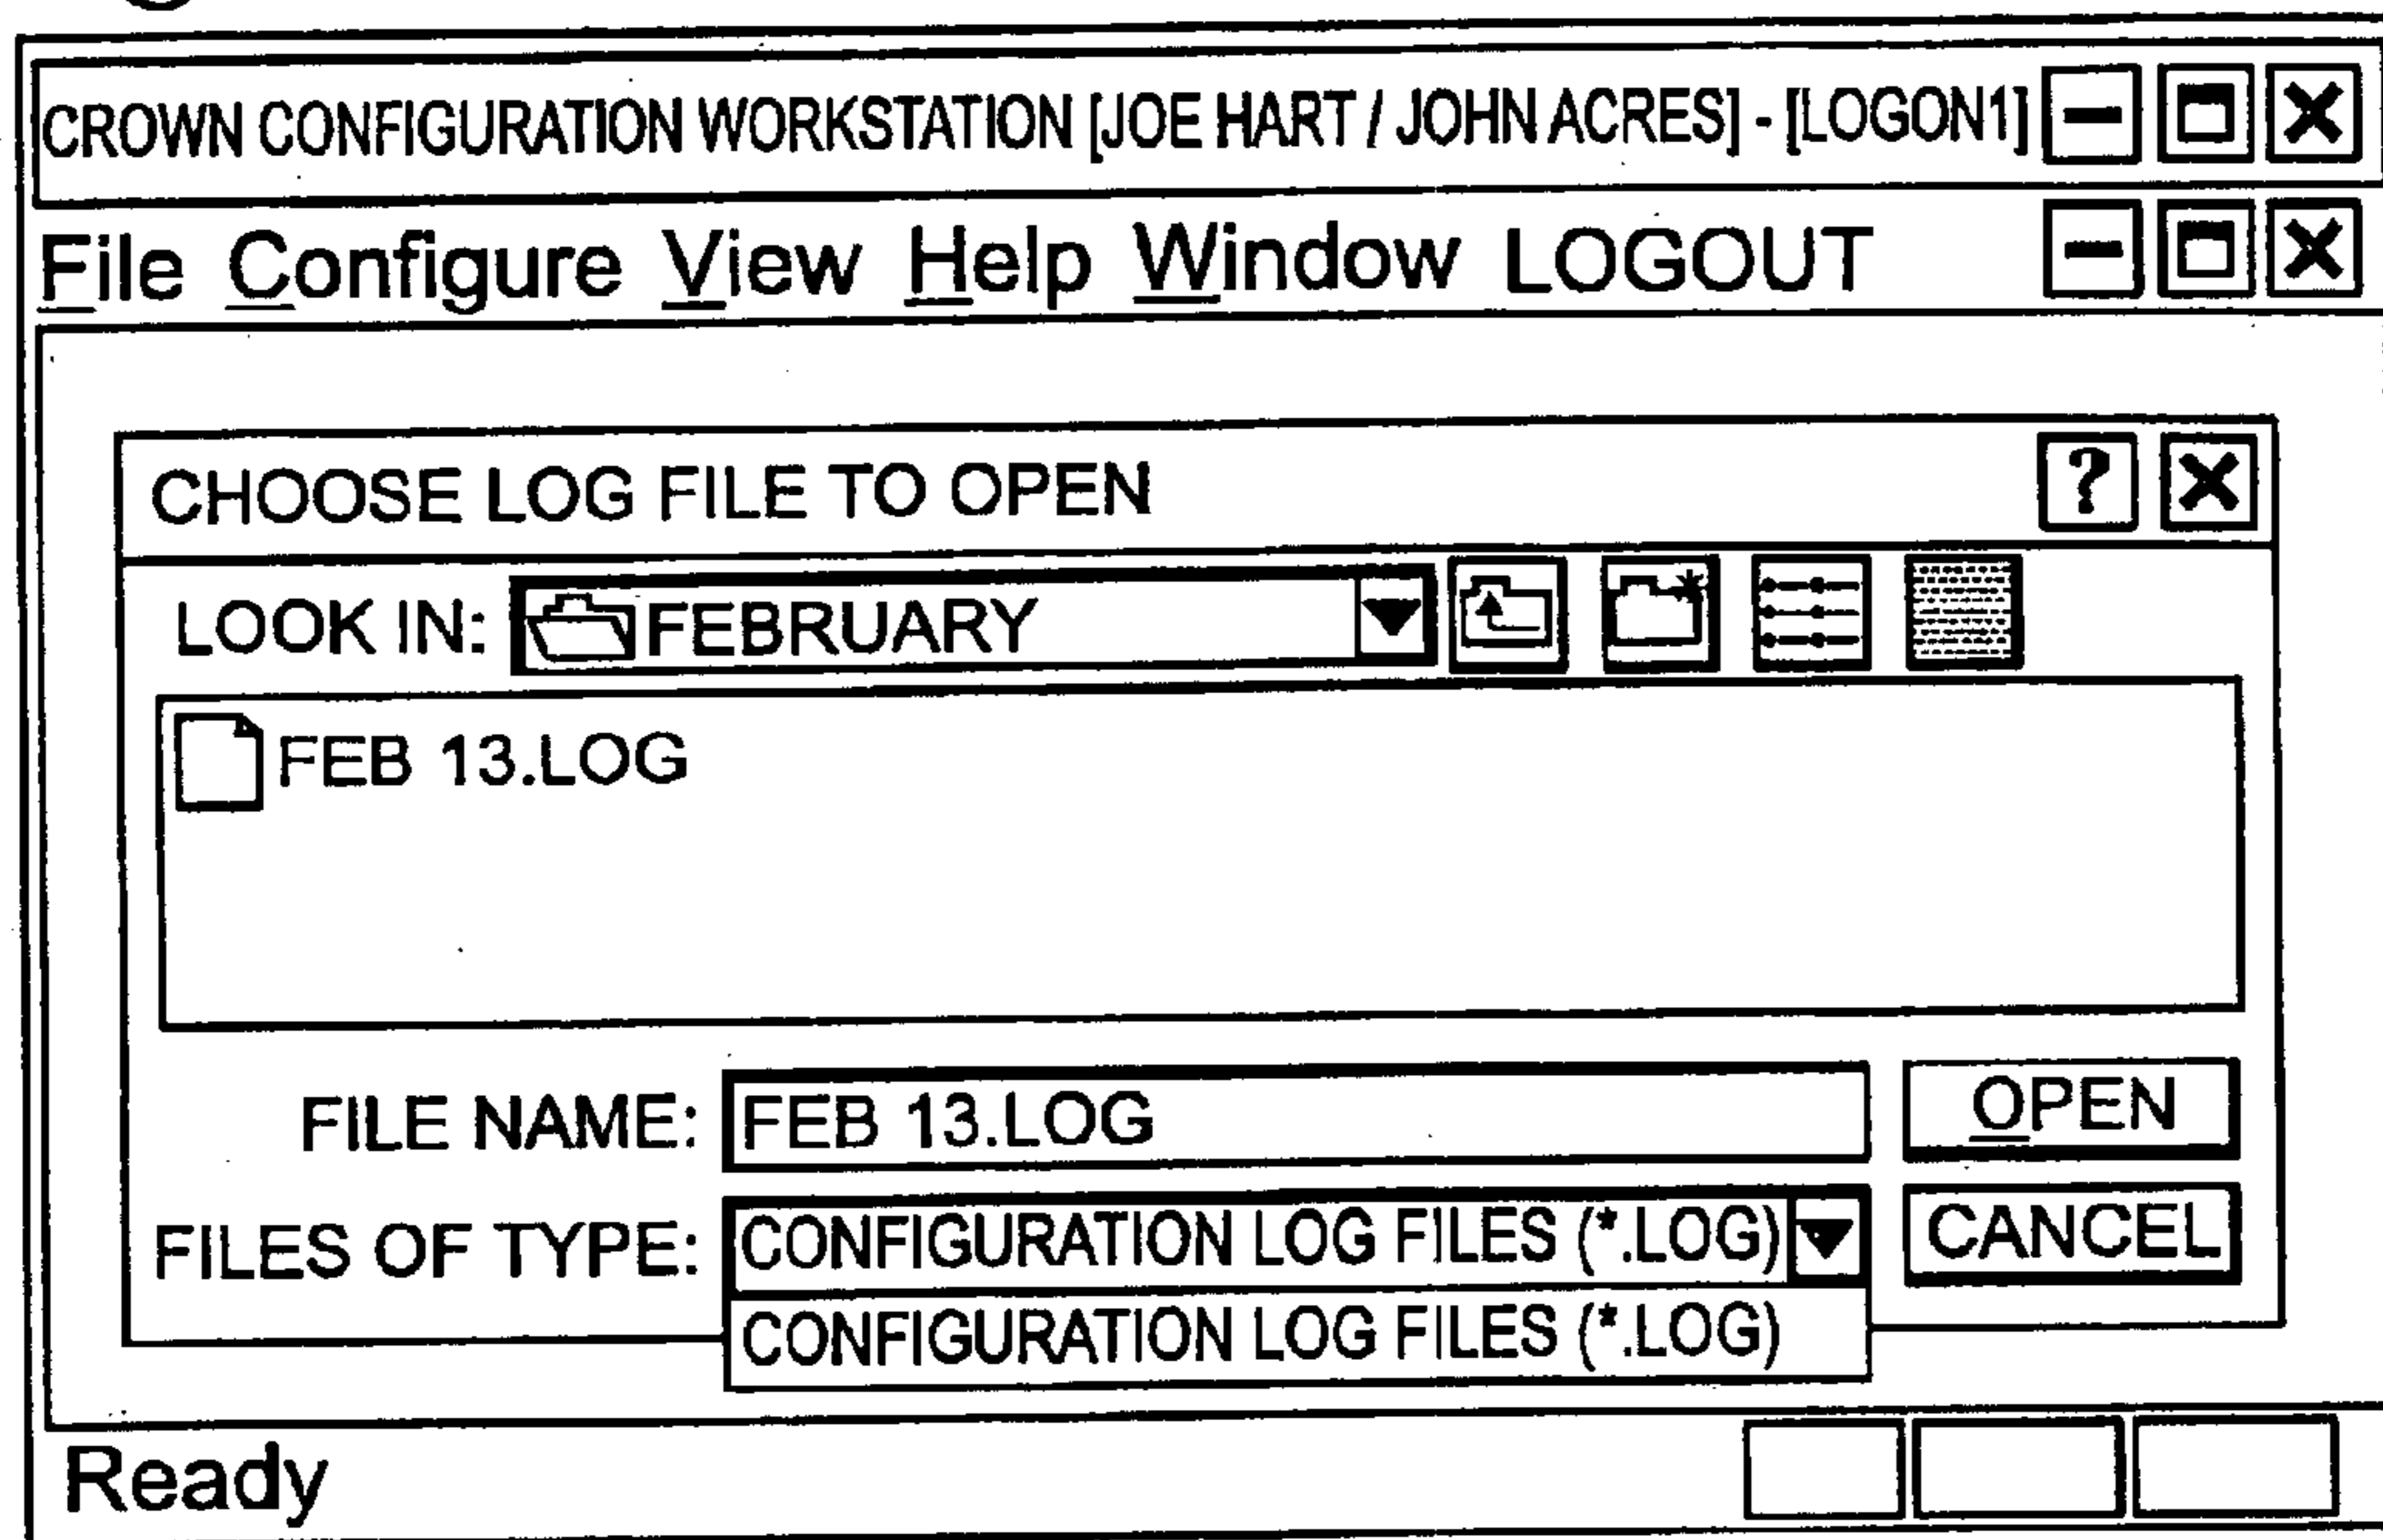 CROWN CONFIGURATION WORKSTATION [JOE HART / JOHN ACRES] - [LOGON1]
File Configure View Help Window LOGOUT
CHOOSE LOG FILE TO OPEN
LOOK IN: FEBRUARY
FEB 13.LOG
FILE NAME: FEB 13.LOG OPEN
FILES OF TYPE: CONFIGURATION LOG FILES (*.LOG) CANCEL
CONFIGURATION LOG FILES (*.LOG)
Ready